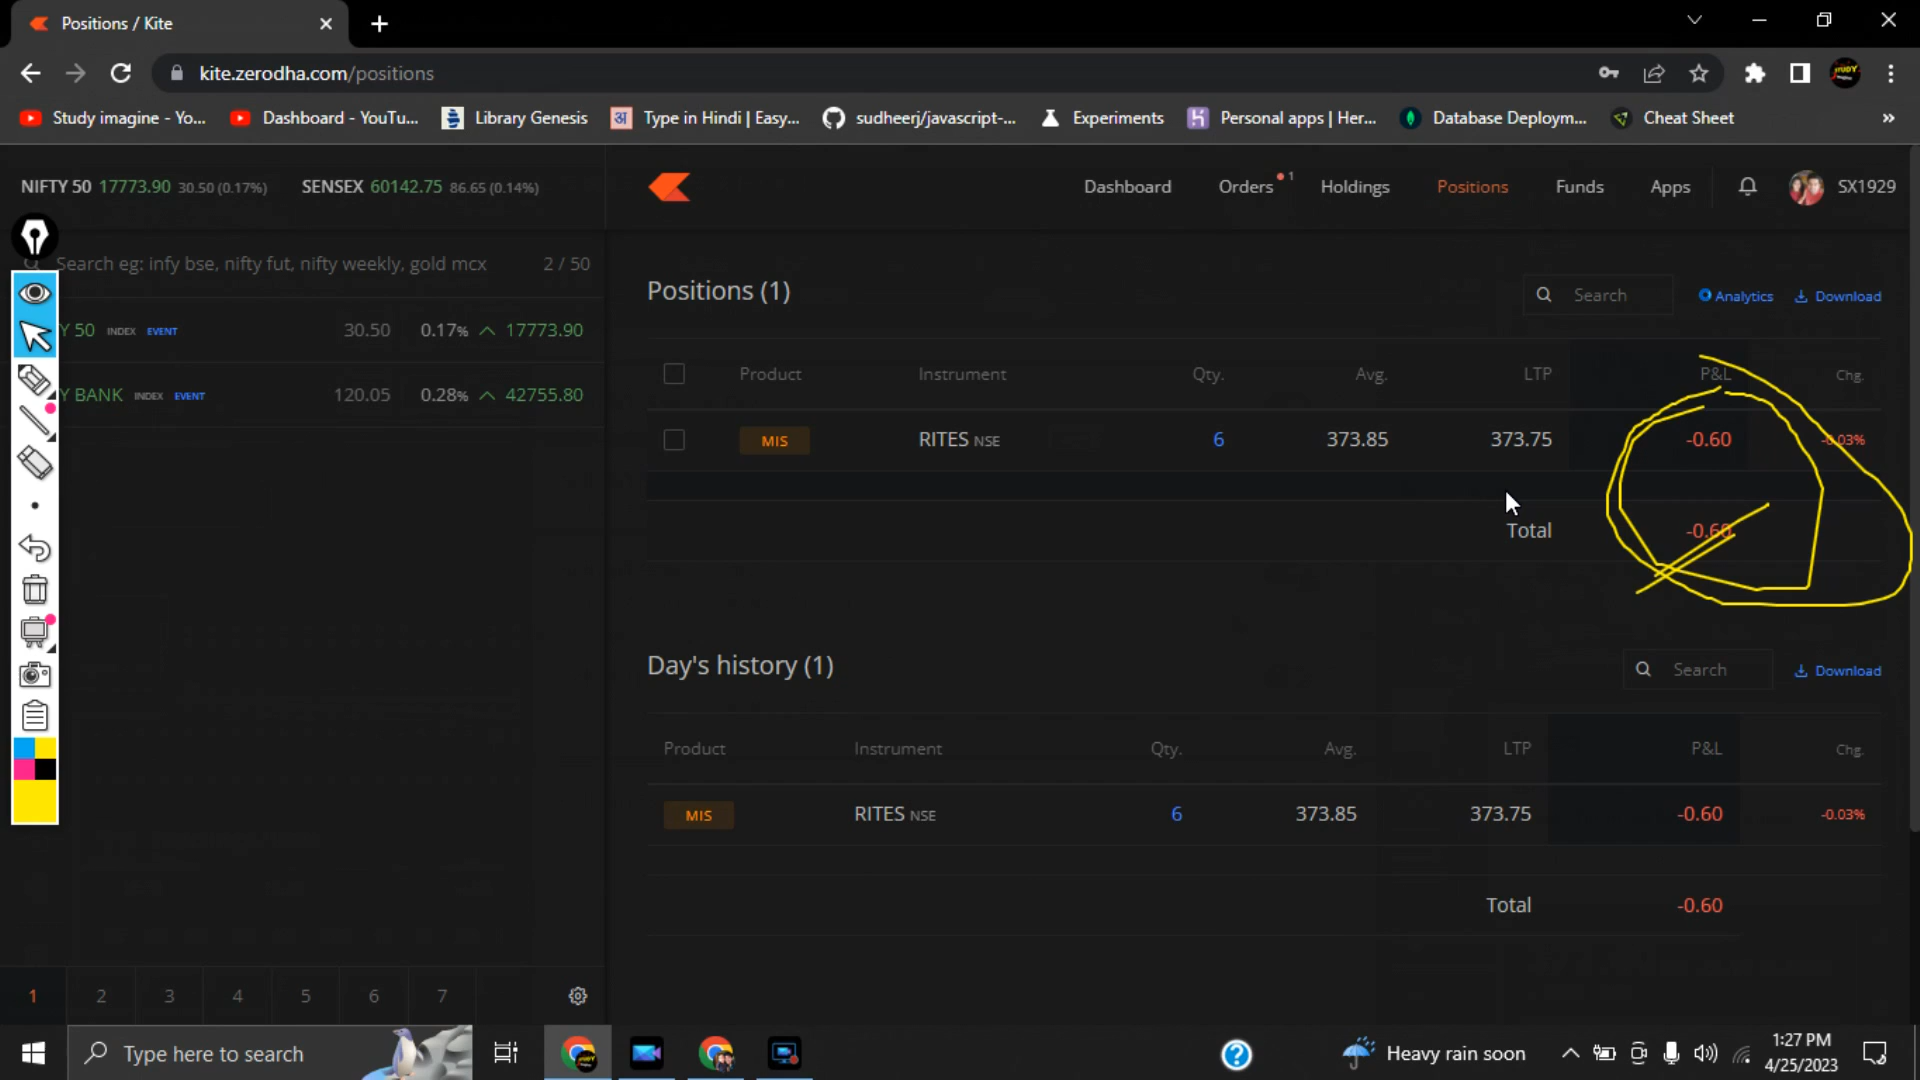 Positions / Kite
kite.zerodha.com/positions
Study imagine - Yo... Dashboard - YouTu... Library Genesis Type in Hindi | Easy... sudheerj/javascript-... Experiments Personal apps | Her... Database Deploym... Cheat Sheet »
NIFTY 50 17773.90 30.50 (0.17%) SENSEX 60142.75 86.65 (0.14%)
Dashboard Orders 1 Holdings Positions Funds Apps SX1929
Search eg: infy bse, nifty fut, nifty weekly, gold mcx 2 / 50
Y 50 INDEX EVENT 30.50 0.17% 17773.90
Y BANK INDEX EVENT 120.05 0.28% 42755.80
Positions (1) Search Analytics Download
Product Instrument Qty. Avg. LTP P&L Chg.
MIS RITES NSE 6 373.85 373.75 -0.60 -0.03%
Total -0.60
Day's history (1) Search Download
Product Instrument Qty. Avg. LTP P&L Chg.
MIS RITES NSE 6 373.85 373.75 -0.60 -0.03%
Total -0.60
1 2 3 4 5 6 7
Type here to search Heavy rain soon 1:27 PM
4/25/2023